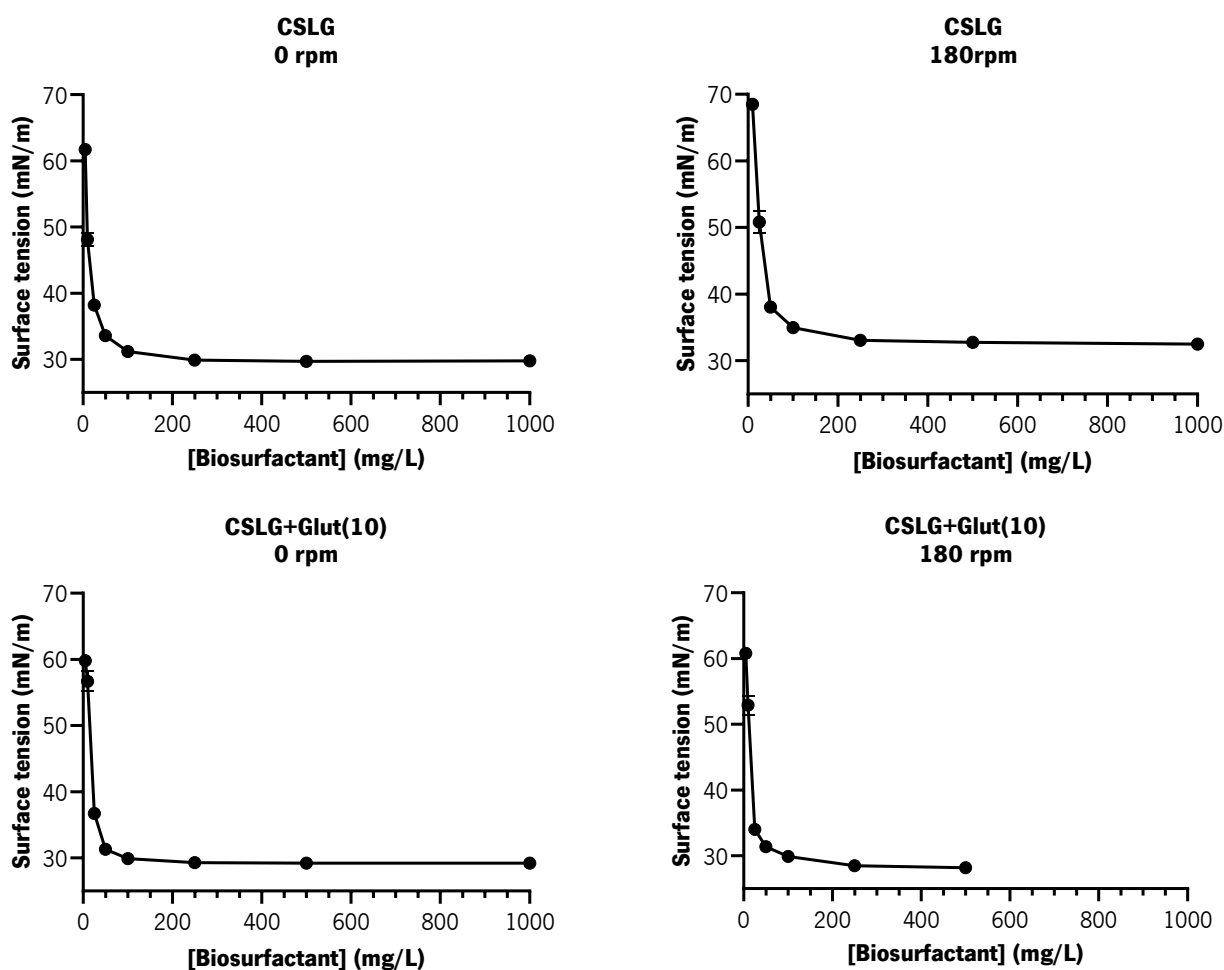 CSLG
0 rpm
70
60
50
40
30
Surface tension (mN/m)
0 200 400 600 800 1000
[Biosurfactant] (mg/L)
CSLG
180rpm
70
60
50
40
30
Surface tension (mN/m)
0 200 400 600 800 1000
[Biosurfactant] (mg/L)
CSLG+Glut(10)
0 rpm
70
60
50
40
30
Surface tension (mN/m)
0 200 400 600 800 1000
[Biosurfactant] (mg/L)
CSLG+Glut(10)
180 rpm
70
60
50
40
30
Surface tension (mN/m)
0 200 400 600 800 1000
[Biosurfactant] (mg/L)